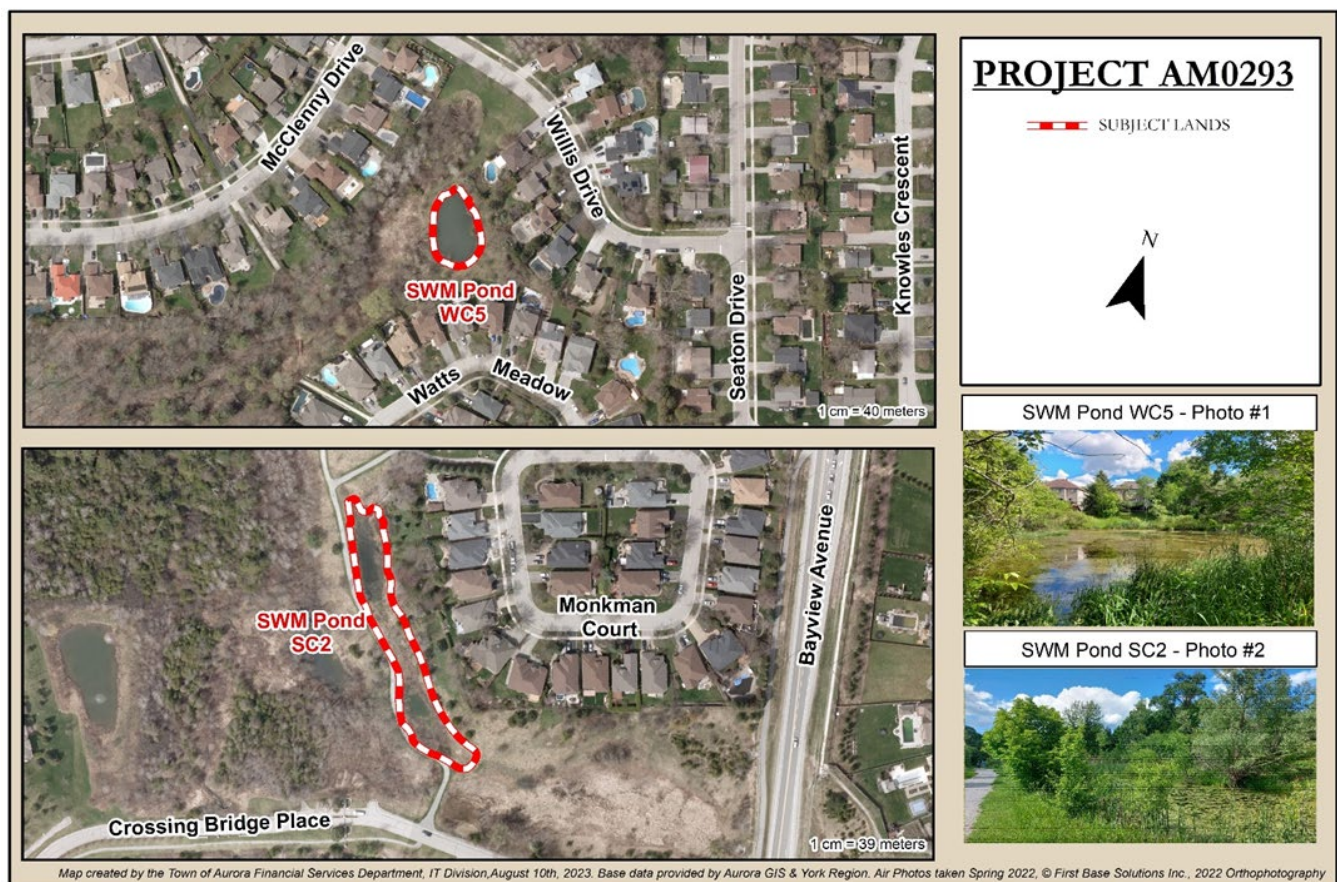 McClenny Drive
Willis Drive
Knowles Crescent
SWM Pond
WC5
Seaton Drive
Watts
Meadow
1 cm = 40 meters
SWM Pond
SC2
Monkman
Court
Bayview Avenue
Crossing Bridge Place
1 cm = 39 meters
PROJECT AM0293
SUBJECT LANDS
N
SWM Pond WC5 - Photo #1
SWM Pond SC2 - Photo #2
Map created by the Town of Aurora Financial Services Department, IT Division,August 10th, 2023. Base data provided by Aurora GIS & York Region. Air Photos taken Spring 2022, © First Base Solutions Inc., 2022 Orthophotography